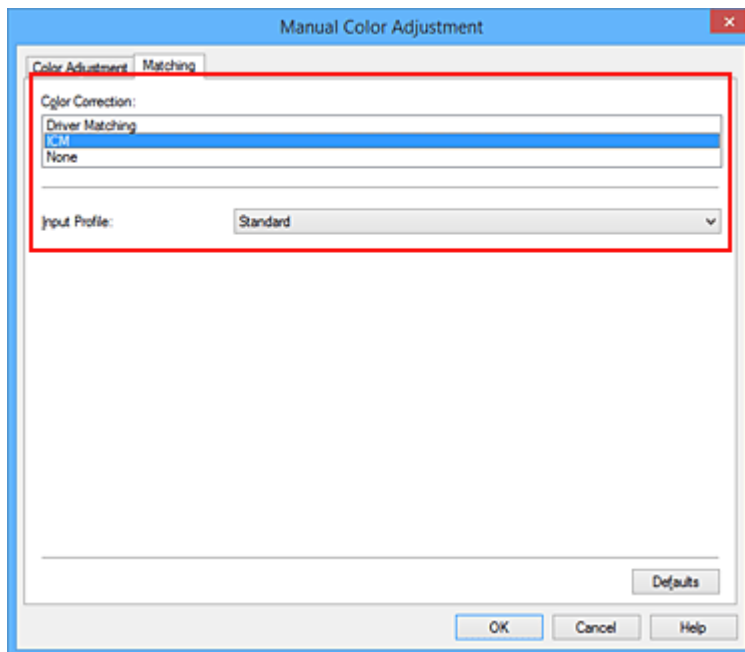 Manual Color Adjustment
Color Adjustment Matching
Color Correction:
Driver Matching
ICM
None
Input Profile: Standard
Defaults
OK Cancel Help